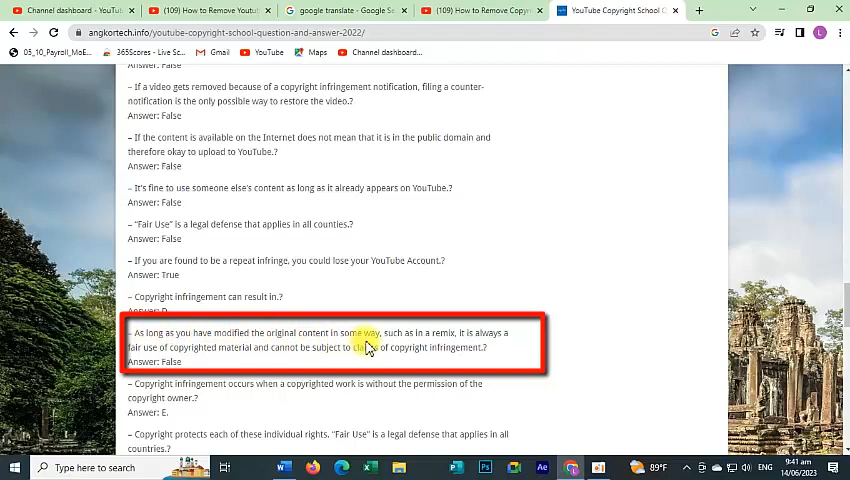 Channel dashboard - YouTu
(109) How to Remove Youtu
google translate - Google Se
(109) How to Remove Copyr
YouTube Copyright School Q
angkortech.info/youtube-copyright-school-question-and-answer-2022/
05_10_Payroll_MoE...
365Scores - Live Sc...
Gmail
YouTube
Maps
Channel dashboard...
Answer: False
– If a video gets removed because of a copyright infringement notification, filing a counter-
notification is the only possible way to restore the video.?
Answer: False
– If the content is available on the Internet does not mean that it is in the public domain and
therefore okay to upload to YouTube.?
Answer: False
– It's fine to use someone else's content as long as it already appears on YouTube.?
Answer: False
– “Fair Use” is a legal defense that applies in all counties.?
Answer: False
– If you are found to be a repeat infringe, you could lose your YouTube Account.?
Answer: True
– Copyright infringement can result in.?
Answer: D
– As long as you have modified the original content in some way, such as in a remix, it is always a
fair use of copyrighted material and cannot be subject to claims of copyright infringement.?
Answer: False
– Copyright infringement occurs when a copyrighted work is without the permission of the
copyright owner.?
Answer: E.
– Copyright protects each of these individual rights. “Fair Use” is a legal defense that applies in all
countries.?
Type here to search
89°F
ENG
9:41 am
14/06/2023